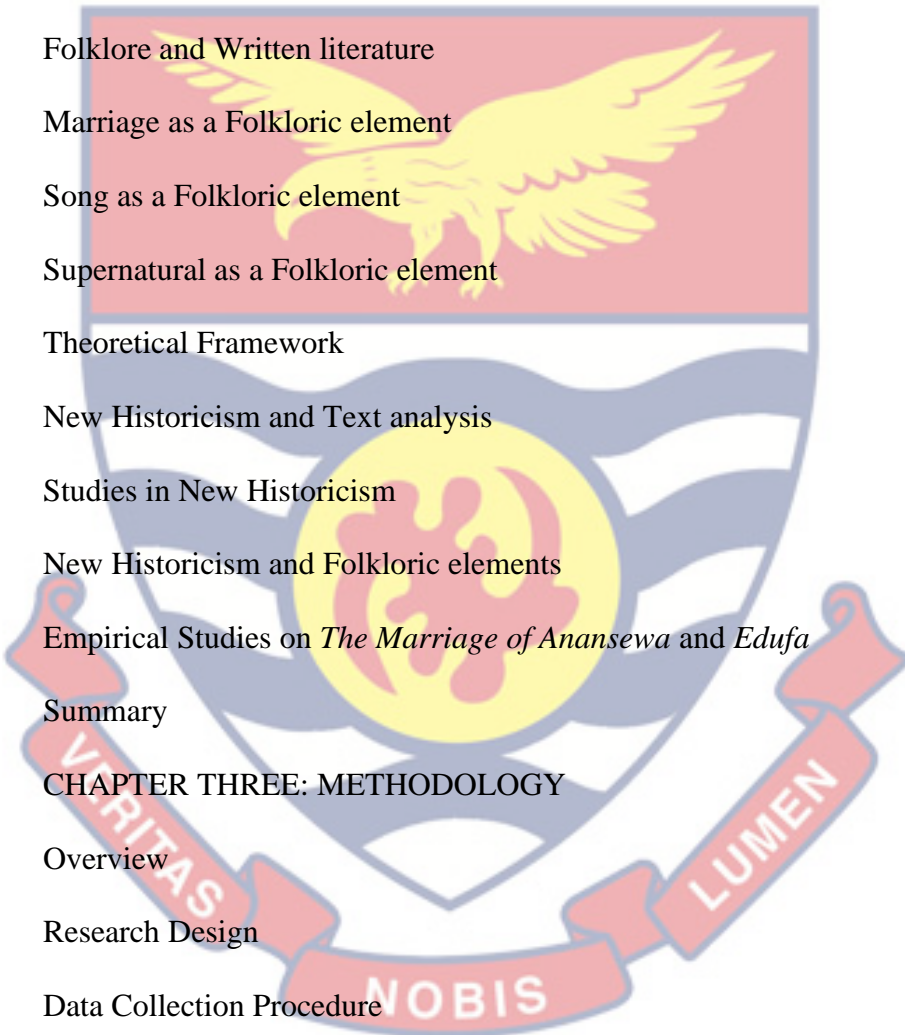 Folklore and Written literature
Marriage as a Folkloric element
Song as a Folkloric element
Supernatural as a Folkloric element
Theoretical Framework
New Historicism and Text analysis
Studies in New Historicism
New Historicism and Folkloric elements
Empirical Studies on The Marriage of Anansewa and Edufa
Summary
CHAPTER THREE: METHODOLOGY
Overview
Research Design
Data Collection Procedure
VERITAS
NOBIS
LUMEN